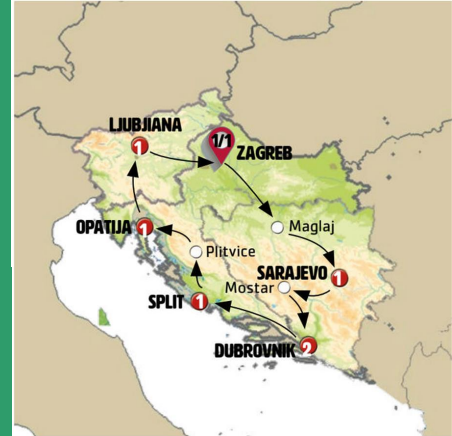 LJUBJIANA
1
1/1
ZAGREB
OPATIJA
1
Maglaj
Plitvice
SARAJEVO
1
Mostar
SPLIT
1
DUBROVNIK
2